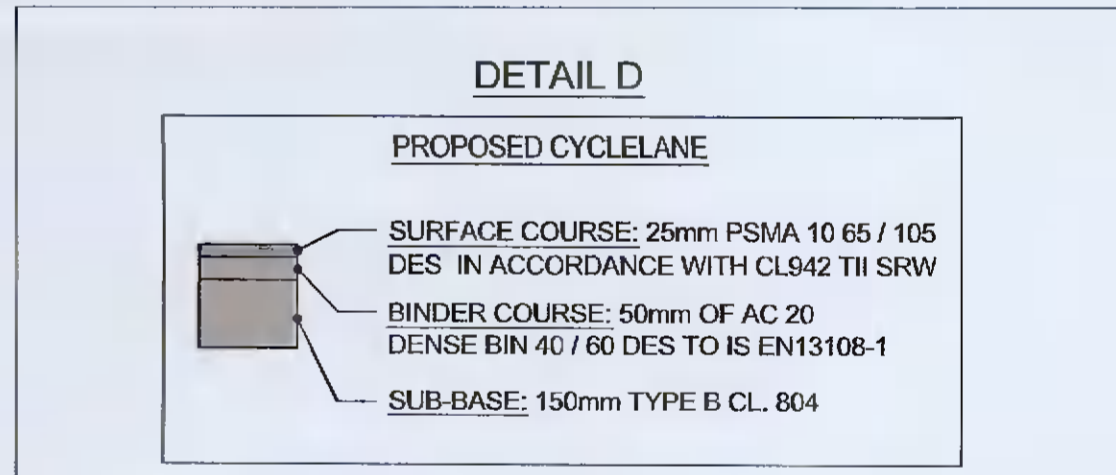 DETAIL D
PROPOSED CYCLELANE
SURFACE COURSE: 25mm PSMA 10 65 / 105
DES IN ACCORDANCE WITH CL942 TII SRW
BINDER COURSE: 50mm OF AC 20
DENSE BIN 40 / 60 DES TO IS EN13108-1
SUB-BASE: 150mm TYPE B CL. 804